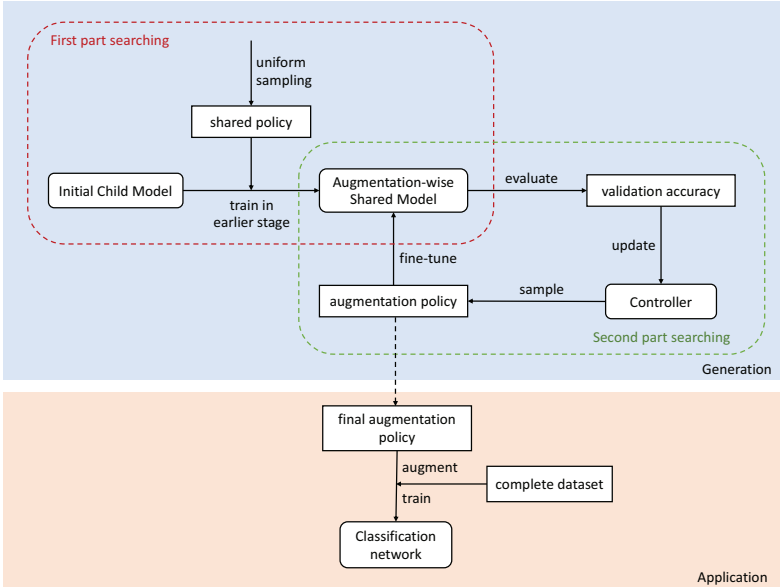 First part searching
uniform
sampling
shared policy
Initial Child Model
train in
earlier stage
Augmentation-wise
Shared Model
evaluate
validation accuracy
fine-tune
update
augmentation policy
sample
Controller
Second part searching
Generation
final augmentation
policy
augment
train
complete dataset
Classification
network
Application